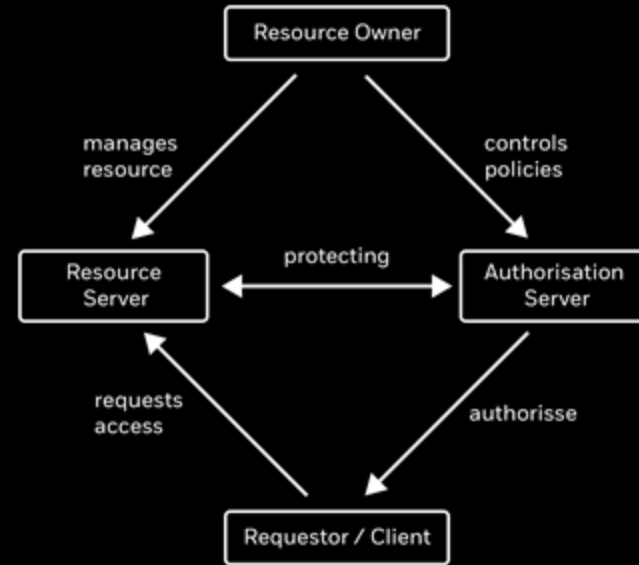 Resource Owner
manages
resource
controls
policies
protecting
Resource
Server
Authorisation
Server
requests
access
authorisse
Requestor / Client